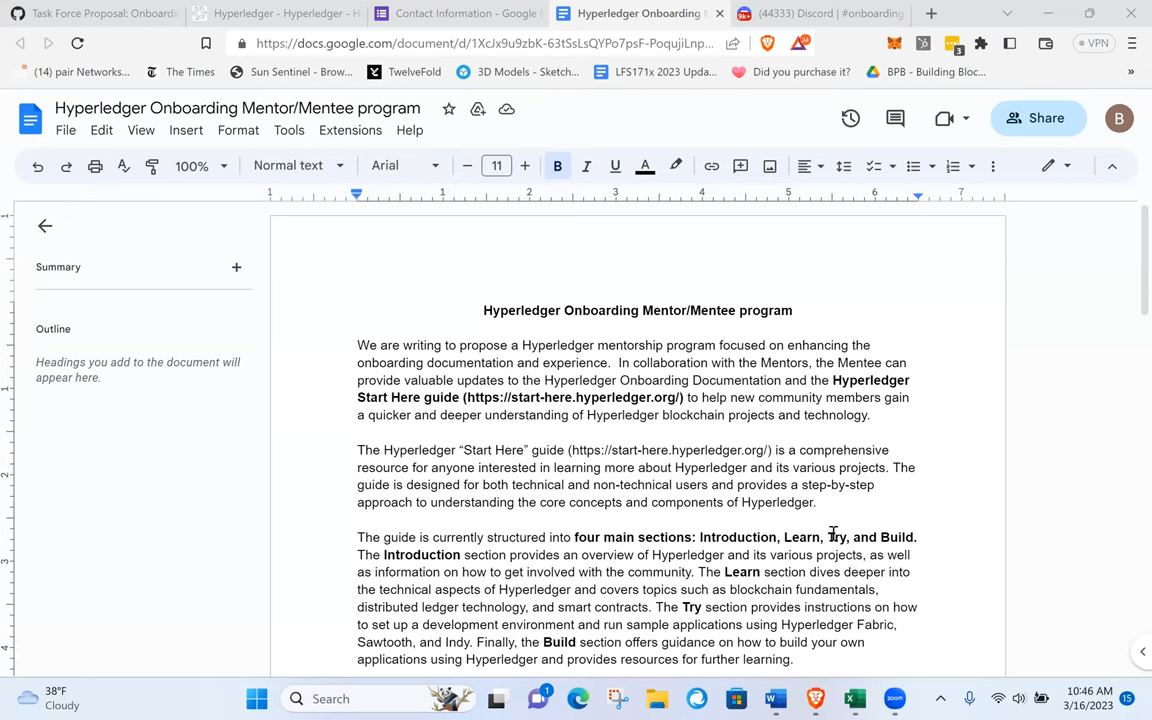 Task Force Proposal: Onboardi
Hyperledger - Hyperledger - H
Contact Information - Google F
Hyperledger Onboarding M
(44333) Discord | #onboarding
https://docs.google.com/document/d/1XcJx9u9zbK-63tSsLsQYPo7psF-PoqujiLnp...
24
3
VPN
(14) pair Networks...
The Times
Sun Sentinel - Brow...
TwelveFold
3D Models - Sketch...
LFS171x 2023 Upda...
Did you purchase it?
BPB - Building Bloc...
»
Hyperledger Onboarding Mentor/Mentee program
File Edit View Insert Format Tools Extensions Help
Share
B
100% Normal text Arial − 11 + B I U A
1 1 2 3 4 5 6 7
Summary
Outline
Headings you add to the document will
appear here.
Hyperledger Onboarding Mentor/Mentee program
We are writing to propose a Hyperledger mentorship program focused on enhancing the
onboarding documentation and experience. In collaboration with the Mentors, the Mentee can
provide valuable updates to the Hyperledger Onboarding Documentation and the Hyperledger
Start Here guide (https://start-here.hyperledger.org/) to help new community members gain
a quicker and deeper understanding of Hyperledger blockchain projects and technology.
The Hyperledger “Start Here” guide (https://start-here.hyperledger.org/) is a comprehensive
resource for anyone interested in learning more about Hyperledger and its various projects. The
guide is designed for both technical and non-technical users and provides a step-by-step
approach to understanding the core concepts and components of Hyperledger.
The guide is currently structured into four main sections: Introduction, Learn, Try, and Build.
The Introduction section provides an overview of Hyperledger and its various projects, as well
as information on how to get involved with the community. The Learn section dives deeper into
the technical aspects of Hyperledger and covers topics such as blockchain fundamentals,
distributed ledger technology, and smart contracts. The Try section provides instructions on how
to set up a development environment and run sample applications using Hyperledger Fabric,
Sawtooth, and Indy. Finally, the Build section offers guidance on how to build your own
applications using Hyperledger and provides resources for further learning.
38°F
Cloudy
Search
1
zoom
10:46 AM
3/16/2023
15